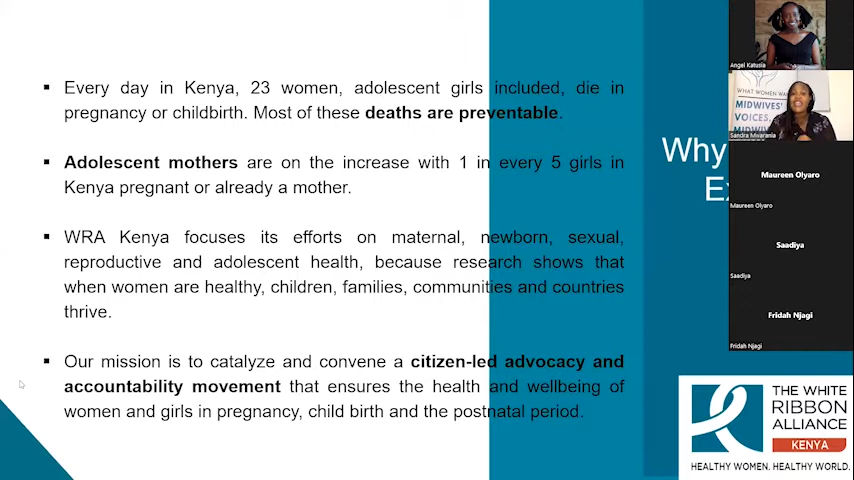 ▪ Every day in Kenya, 23 women, adolescent girls included, die in
pregnancy or childbirth. Most of these deaths are preventable.
▪ Adolescent mothers are on the increase with 1 in every 5 girls in
Kenya pregnant or already a mother.
▪ WRA Kenya focuses its efforts on maternal, newborn, sexual,
reproductive and adolescent health, because research shows that
when women are healthy, children, families, communities and countries
thrive.
▪ Our mission is to catalyze and convene a citizen-led advocacy and
accountability movement that ensures the health and wellbeing of
women and girls in pregnancy, child birth and the postnatal period.
Why
Angel Katusia
WHAT WOMEN
MIDWIVES'
VOICES,
Sandra Mwarania
Maureen Olyaro
Maureen Olyaro
Saadiya
Saadiya
Fridah Njagi
Fridah Njagi
THE WHITE
RIBBON
ALLIANCE
KENYA
HEALTHY WOMEN. HEALTHY WORLD.